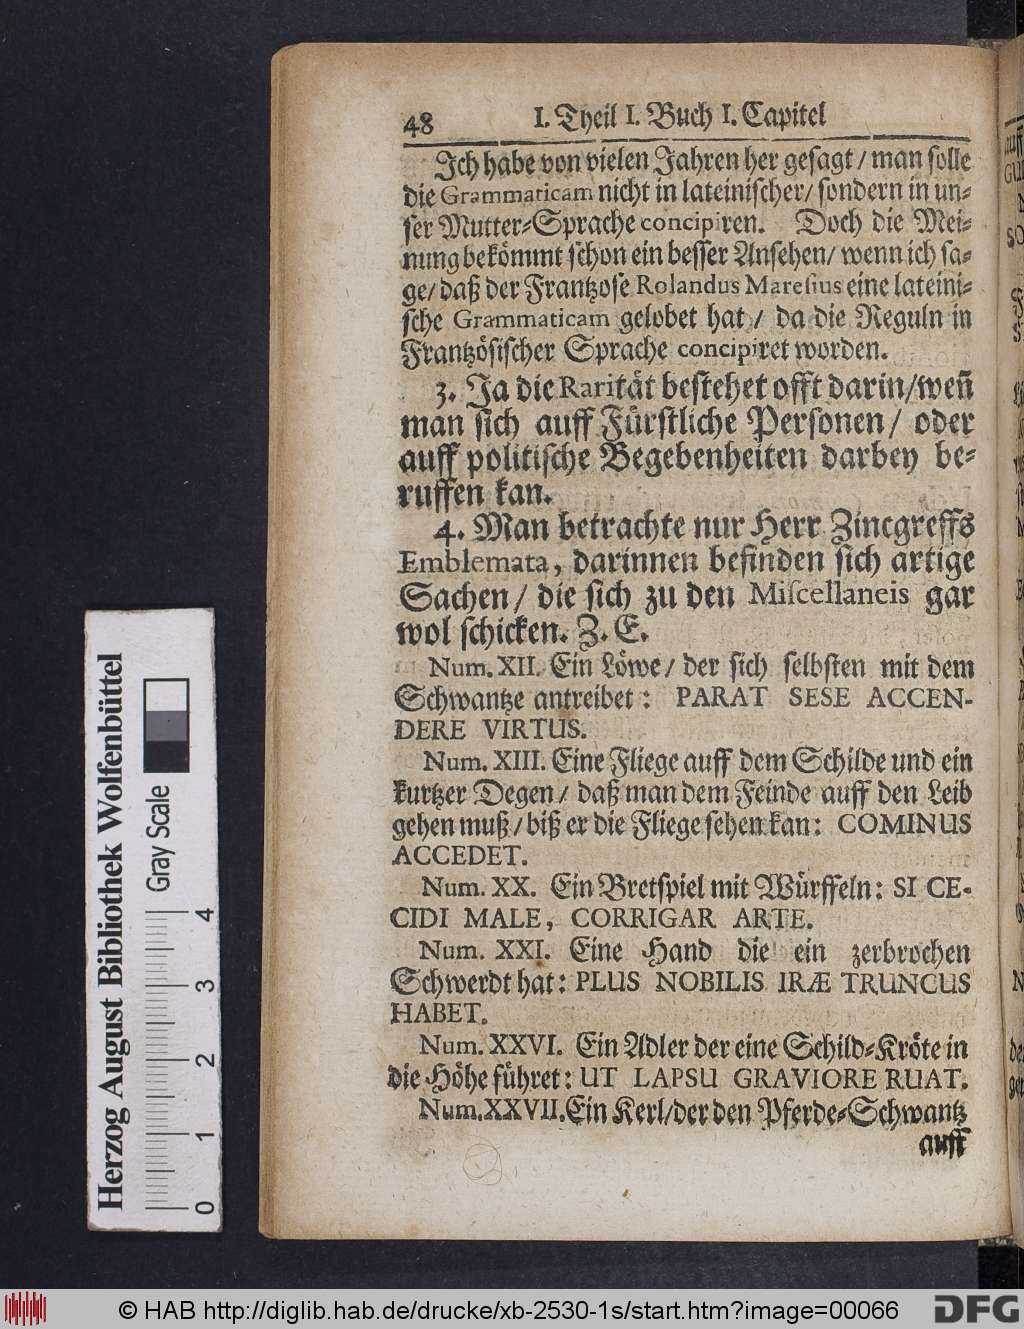 48 I. Theil I. Buch I. Capitel
Ich habe von vielen Jahren her gesagt / man solle
die Grammaticam nicht in lateinischer / sondern in un⸗
ser Mutter⸗Sprache concipiren. Doch die Mei⸗
nung bekömmt schon ein besser Ansehen / wenn ich sa⸗
ge / daß der Frantzose Rolandus Maresius eine lateini⸗
sche Grammaticam gelobet hat / da die Reguln in
Frantzösischer Sprache concipiret worden.
3. Ja die Rarität bestehet offt darin / weñ
man sich auff Fürstliche Personen / oder
auff politische Begebenheiten darbey be⸗
ruffen kan.
4. Man betrachte nur Herr Zincgreffs
Emblemata, darinnen befinden sich artige
Sachen / die sich zu den Miscellaneis gar
wol schicken. Z. E.
Num. XII. Ein Löwe / der sich selbsten mit dem
Schwantze antreibet: PARAT SESE ACCEN-
DERE VIRTUS.
Num. XIII. Eine Fliege auff dem Schilde und ein
kurtzer Degen / daß man dem Feinde auff den Leib
gehen muß / biß er die Fliege sehen kan: COMINUS
ACCEDET.
Num. XX. Ein Bretspiel mit Würffeln: SI CE-
CIDI MALE, CORRIGAR ARTE.
Num. XXI. Eine Hand die ein zerbrochen
Schwerdt hat: PLUS NOBILIS IRÆ TRUNCUS
HABET.
Num. XXVI. Ein Adler der eine Schild⸗Kröte in
die Höhe führet: UT LAPSU GRAVIORE RUAT.
Num. XXVII. Ein Kerl / der den Pferde⸗Schwantz
auff
Herzog August Bibliothek Wolfenbüttel
Gray Scale
0 1 2 3 4
© HAB http://diglib.hab.de/drucke/xb-2530-1s/start.htm?image=00066
DFG